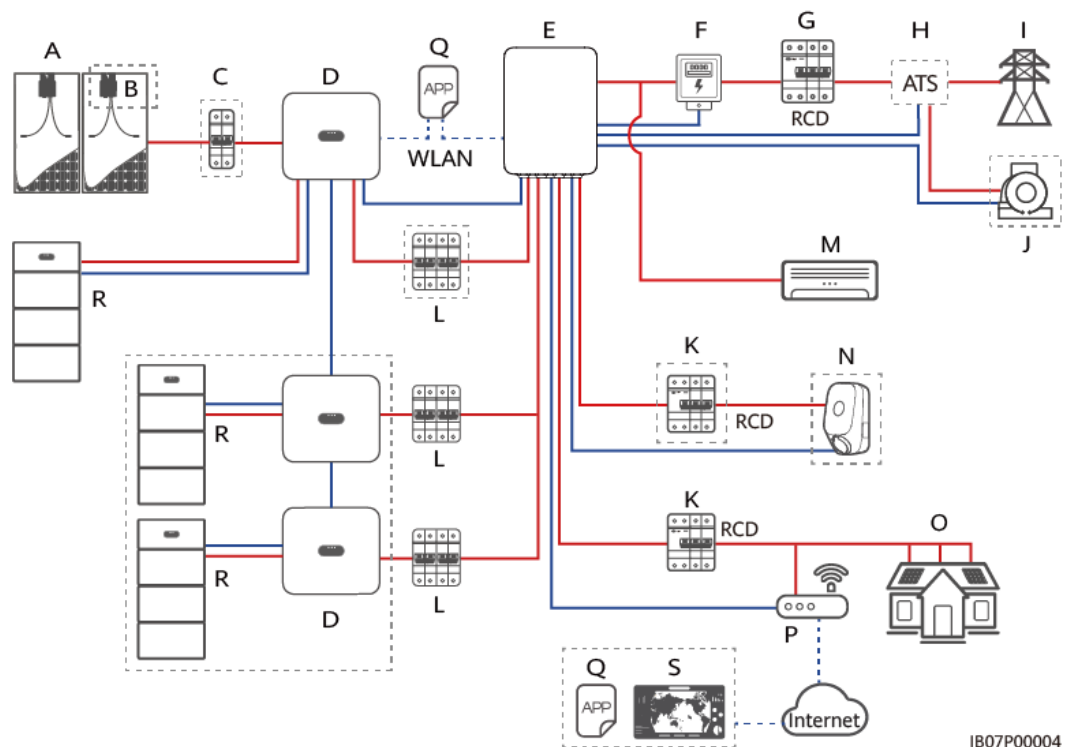 A
B
C
D
Q
APP
WLAN
E
F
G
RCD
H
ATS
I
J
R
L
M
K
RCD
N
R
L
K
RCD
O
R
D
L
P
Q
APP
S
Internet
IB07P00004